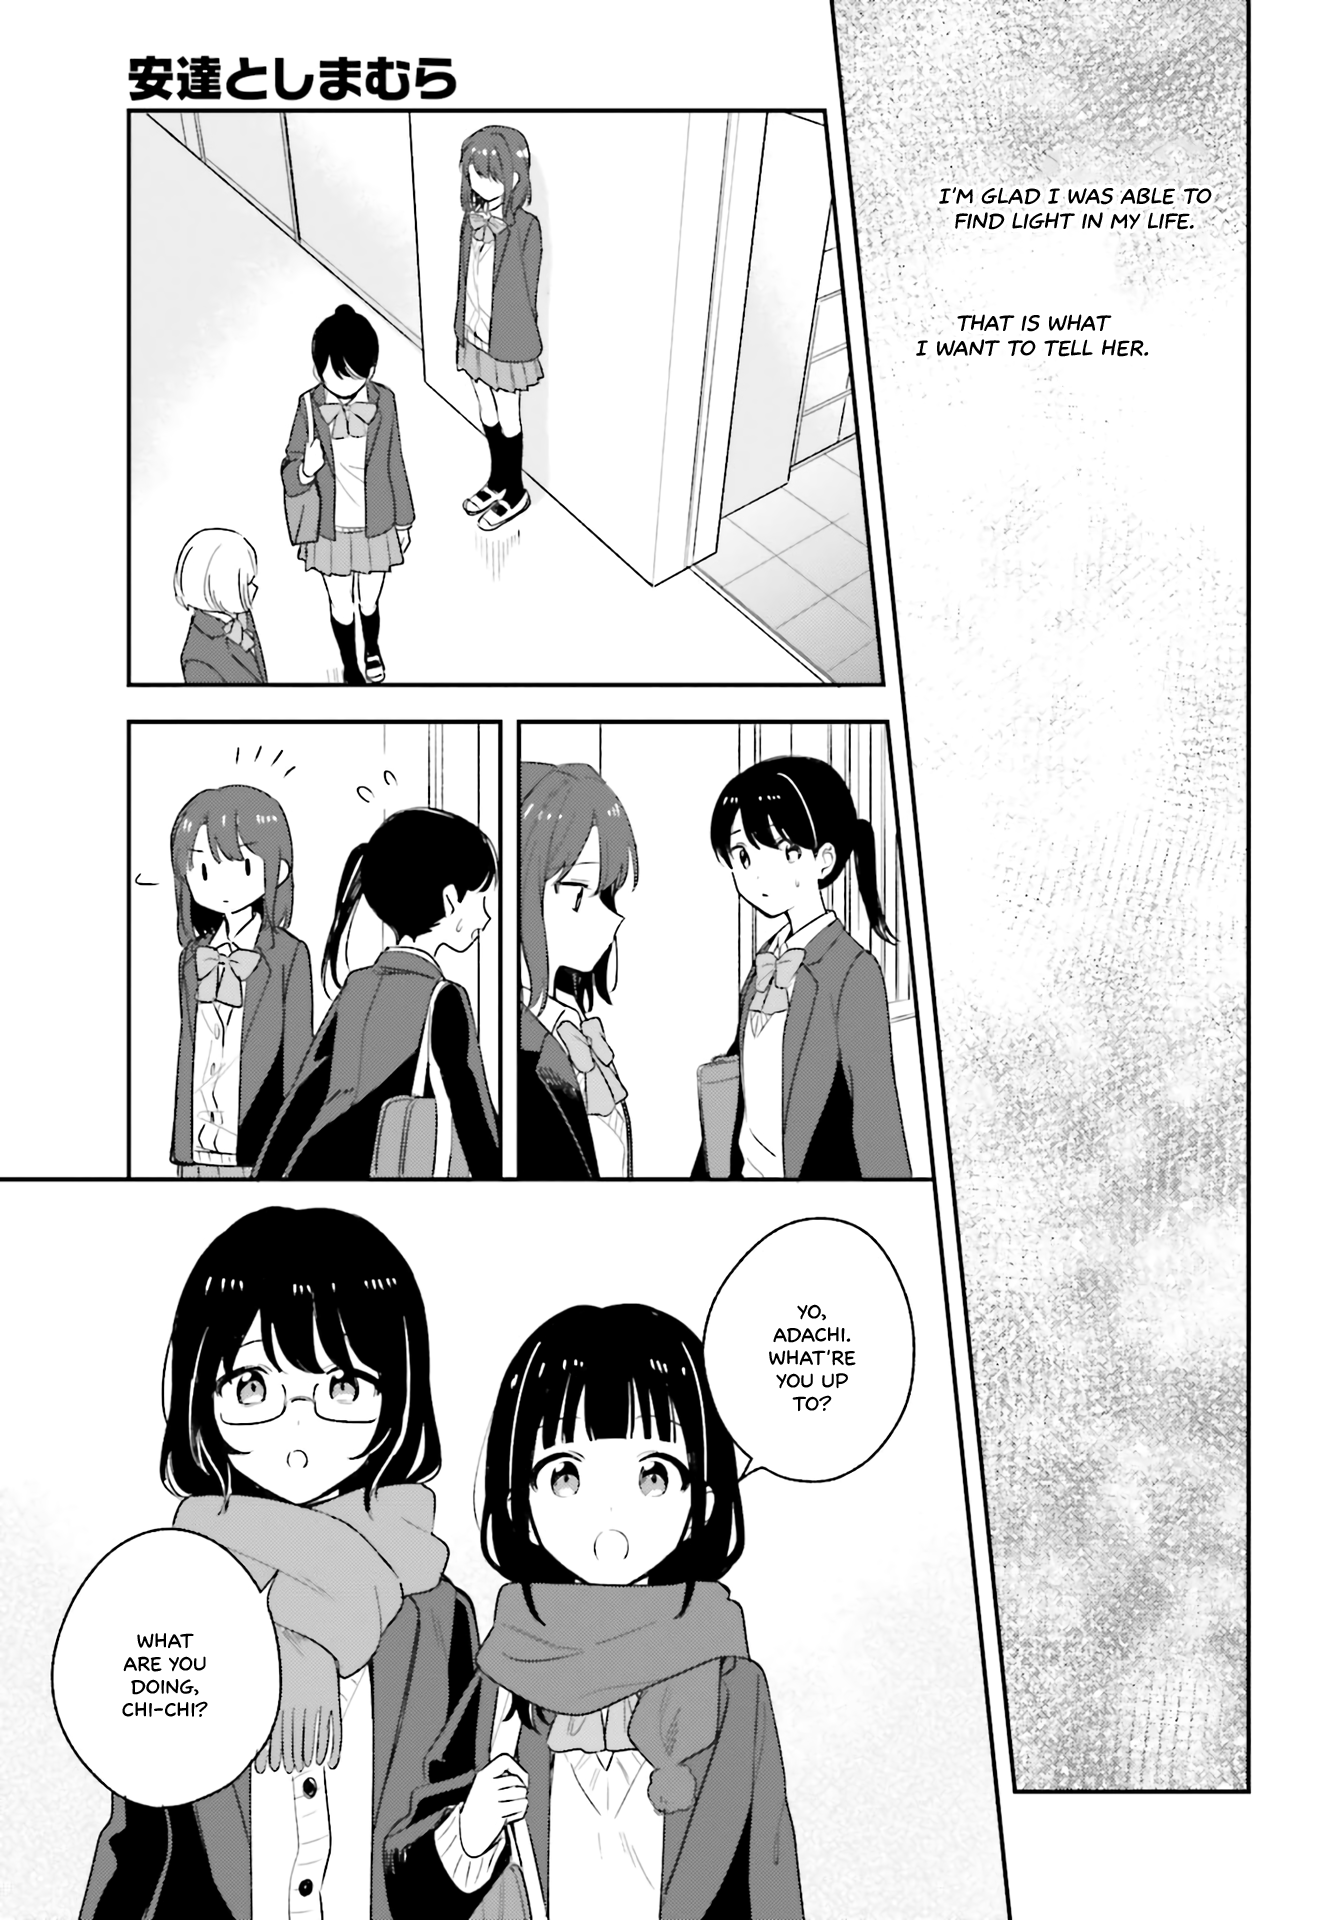 安達としまむら
I'M GLAD I WAS ABLE TO
FIND LIGHT IN MY LIFE.
THAT IS WHAT
I WANT TO TELL HER.
YO,
ADACHI.
WHAT'RE
YOU UP
TO?
WHAT
ARE YOU
DOING,
CHI-CHI?